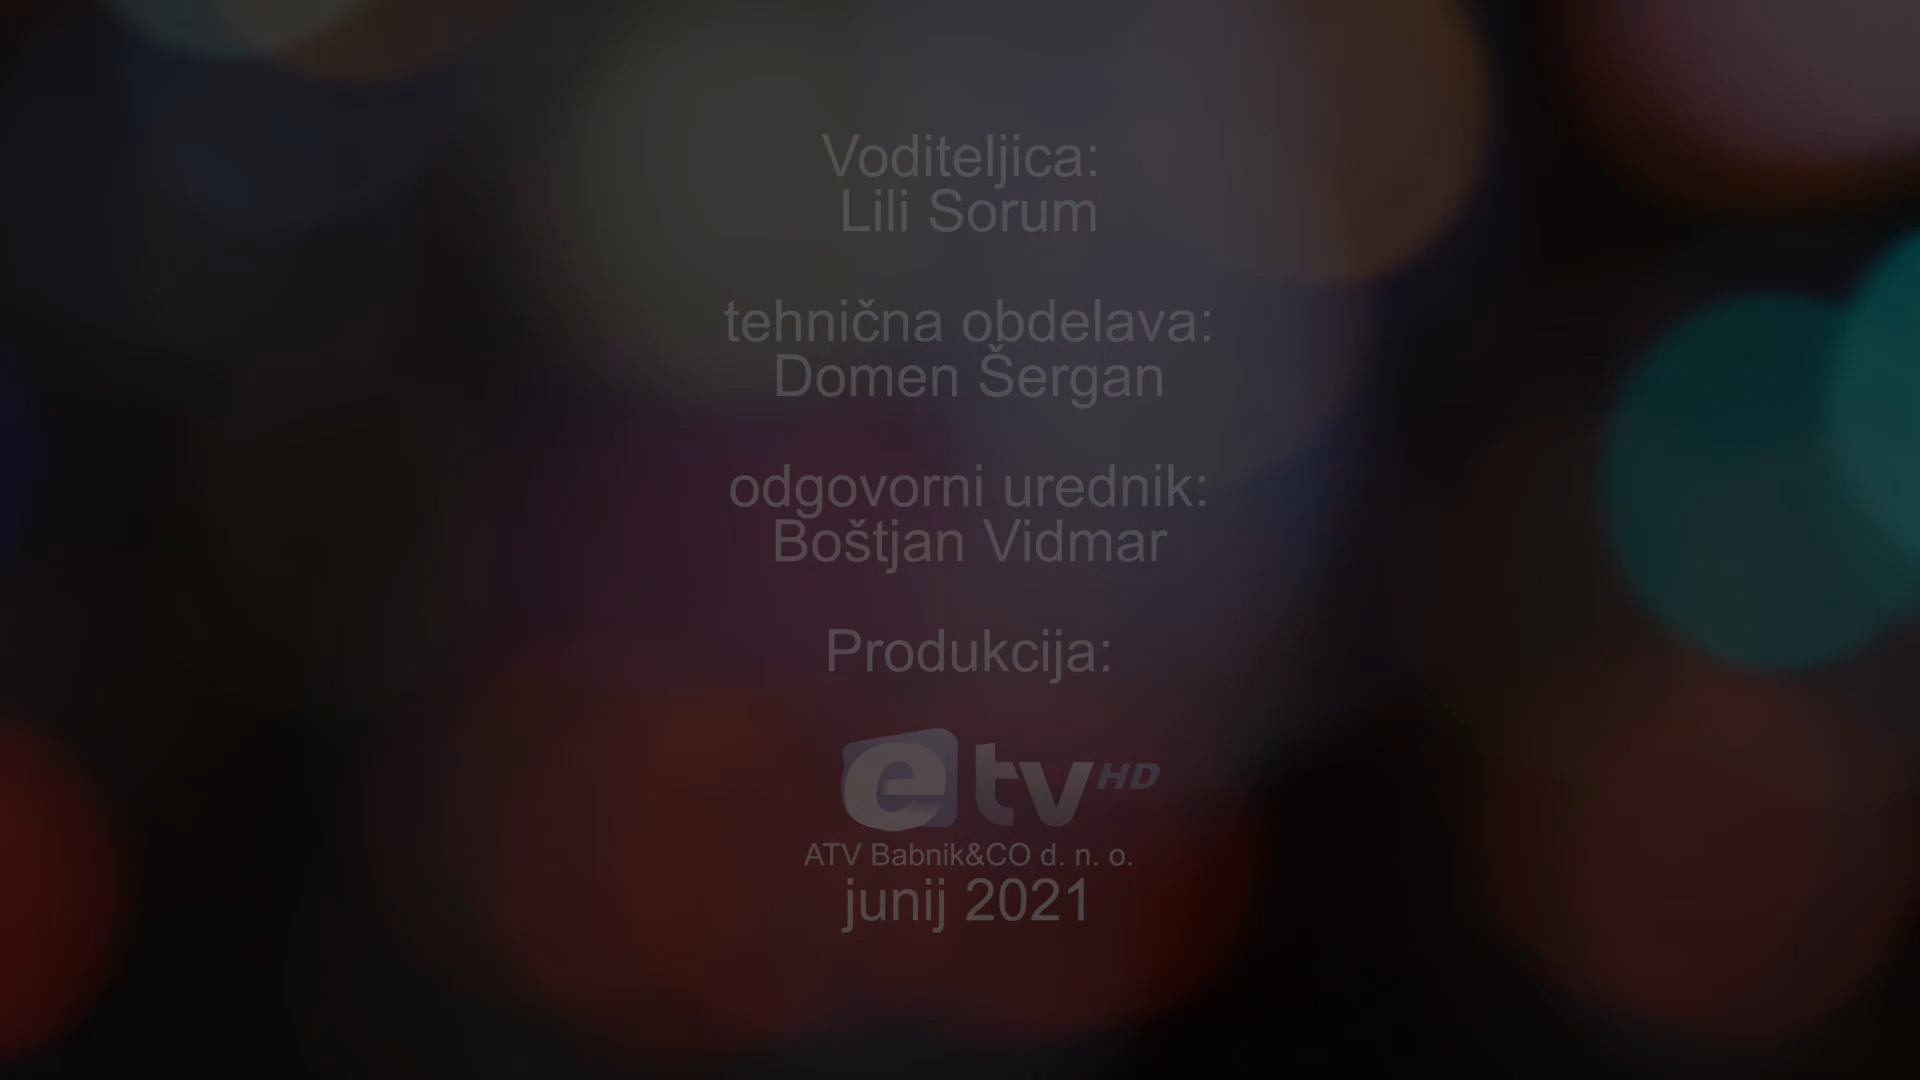 Voditeljica:
Lili Sorum
tehnična obdelava:
Domen Šergan
odgovorni urednik:
Boštjan Vidmar
Produkcija:
etv HD
ATV Babnik&CO d. n. o.
junij 2021